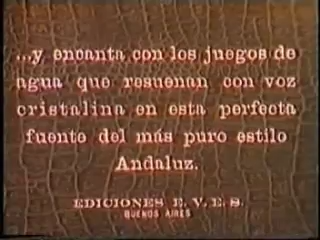 ...y encanta con los juegos de
agua que resuenan con voz
cristalina en esta perfecta
fuente del más puro estilo
Andaluz.
EDICIONES E. V. E. S.
BUENOS AIRES